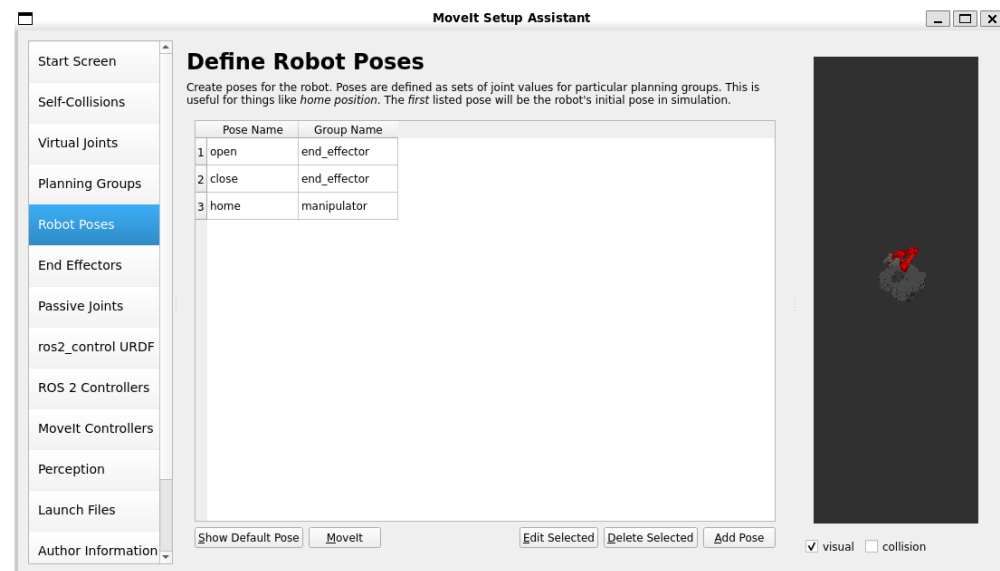 MoveIt Setup Assistant
Start Screen
Self-Collisions
Virtual Joints
Planning Groups
Robot Poses
End Effectors
Passive Joints
ros2_control URDF
ROS 2 Controllers
MoveIt Controllers
Perception
Launch Files
Author Information
Define Robot Poses
Create poses for the robot. Poses are defined as sets of joint values for particular planning groups. This is
useful for things like home position. The first listed pose will be the robot's initial pose in simulation.
Pose Name Group Name
1 open end_effector
2 close end_effector
3 home manipulator
Show Default Pose MoveIt Edit Selected Delete Selected Add Pose
visual collision